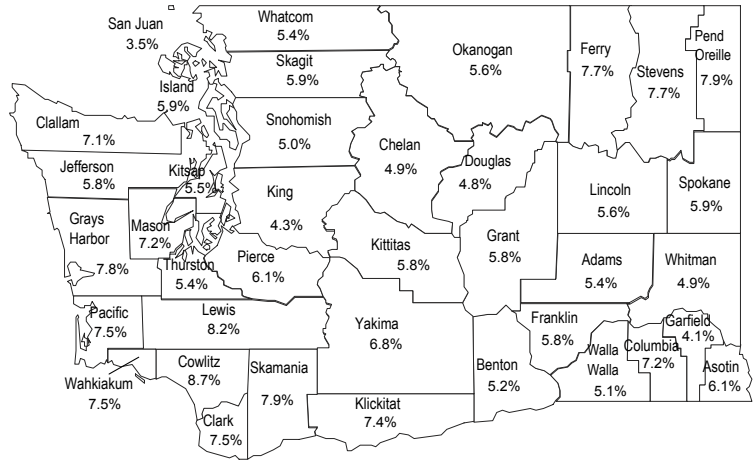 San Juan
3.5%
Whatcom
5.4%
Skagit
5.9%
Island
5.9%
Okanogan
5.6%
Ferry
7.7%
Stevens
7.7%
Pend
Oreille
7.9%
Clallam
7.1%
Snohomish
5.0%
Chelan
4.9%
Douglas
4.8%
Jefferson
5.8%
Kitsap
5.5%
King
4.3%
Lincoln
5.6%
Spokane
5.9%
Grays
Harbor
7.8%
Mason
7.2%
Thurston
5.4%
Pierce
6.1%
Kittitas
5.8%
Grant
5.8%
Adams
5.4%
Whitman
4.9%
Pacific
7.5%
Lewis
8.2%
Yakima
6.8%
Franklin
5.8%
Garfield
4.1%
Wahkiakum
7.5%
Cowlitz
8.7%
Skamania
7.9%
Benton
5.2%
Walla
Walla
5.1%
Columbia
7.2%
Asotin
6.1%
Clark
7.5%
Klickitat
7.4%